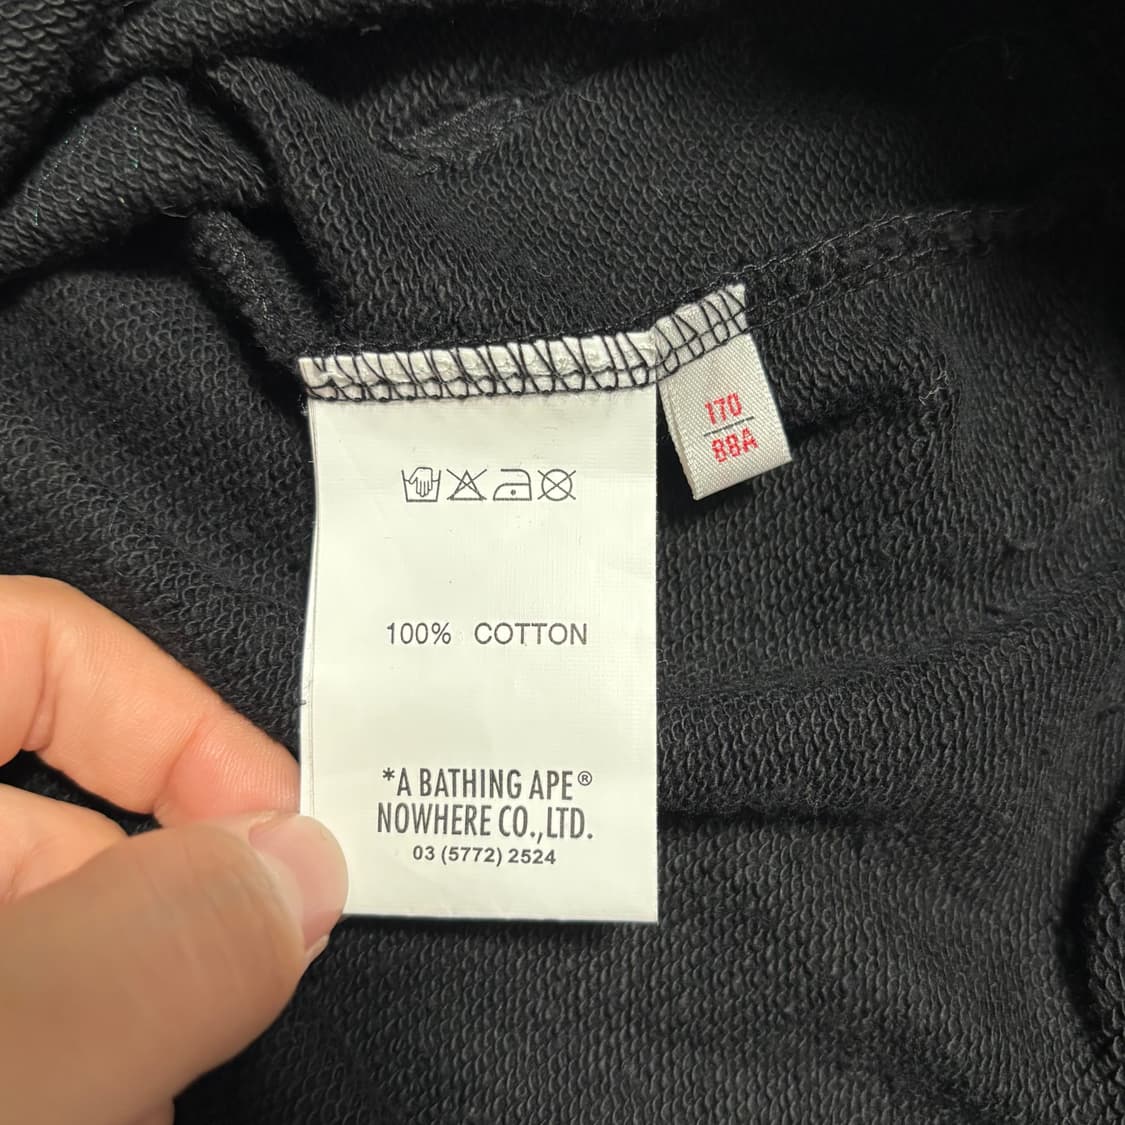 170
88A
100% COTTON
*A BATHING APE®
NOWHERE CO.,LTD.
03 (5772) 2524